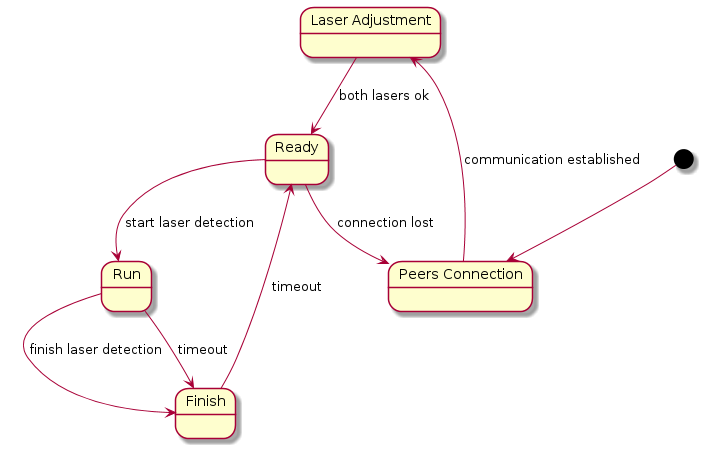 Laser Adjustment
both lasers ok
Ready
communication established
start laser detection
connection lost
Run
Peers Connection
timeout
finish laser detection
timeout
Finish